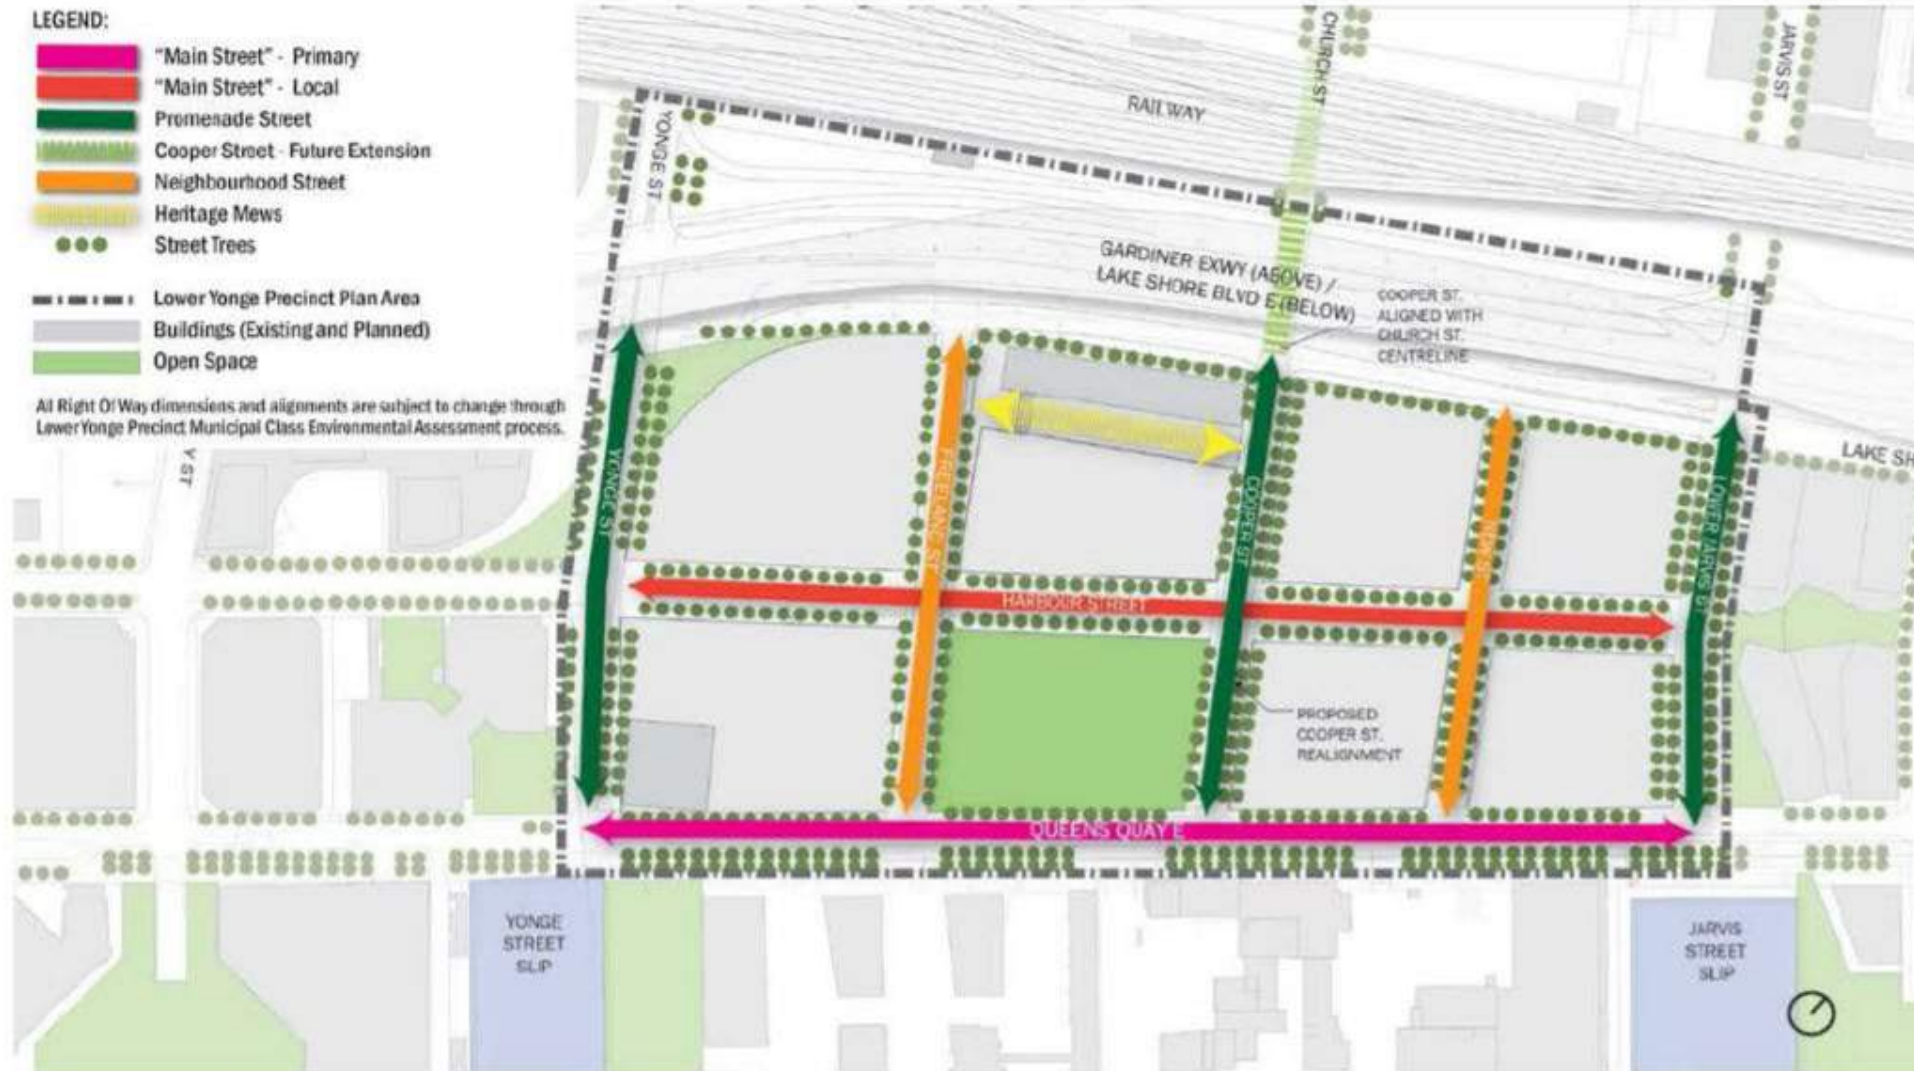 LEGEND:
"Main Street" - Primary
"Main Street" - Local
Promenade Street
Cooper Street - Future Extension
Neighbourhood Street
Heritage Mews
Street Trees
Lower Yonge Precinct Plan Area
Buildings (Existing and Planned)
Open Space
All Right Of Way dimensions and alignments are subject to change through
Lower Yonge Precinct Municipal Class Environmental Assessment process.
Y ST
YONGE ST
RAILWAY
CHURCH ST
JARVIS ST
GARDINER EXWY (ABOVE) /
LAKE SHORE BLVD E (BELOW)
COOPER ST.
ALIGNED WITH
CHURCH ST.
CENTRELINE
LAKE SH
YONGE ST
FREELAND ST
COOPER ST
LOWER JARVIS ST
HARBOUR STREET
PROPOSED
COOPER ST.
REALIGNMENT
QUEENS QUAY E
YONGE
STREET
SLIP
JARVIS
STREET
SLIP